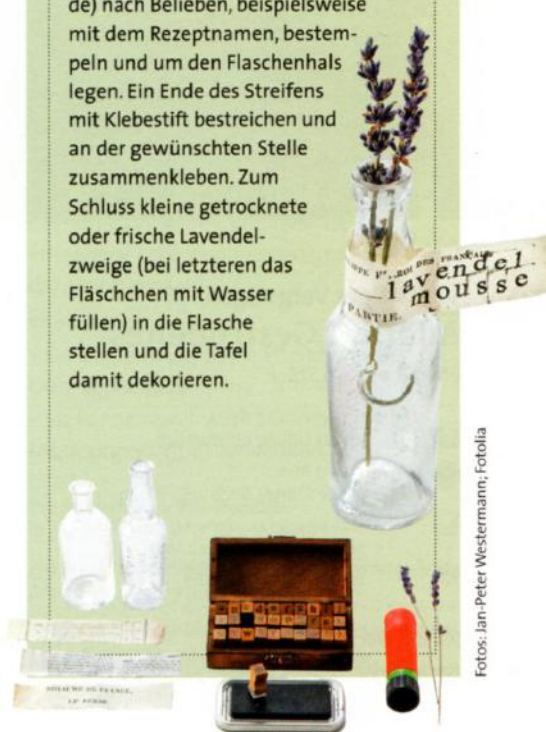 de) nach Belieben, beispielsweise
mit dem Rezeptnamen, bestem-
peln und um den Flaschenhals
legen. Ein Ende des Streifens
mit Klebestift bestreichen und
an der gewünschten Stelle
zusammenkleben. Zum
Schluss kleine getrocknete
oder frische Lavendel-
zweige (bei letzteren das
Fläschchen mit Wasser
füllen) in die Flasche
stellen und die Tafel
damit dekorieren.
ROI DES FRANÇAI
lavendel
mousse
PARTIE.
Fotos: Jan-Peter Westermann; Fotolia